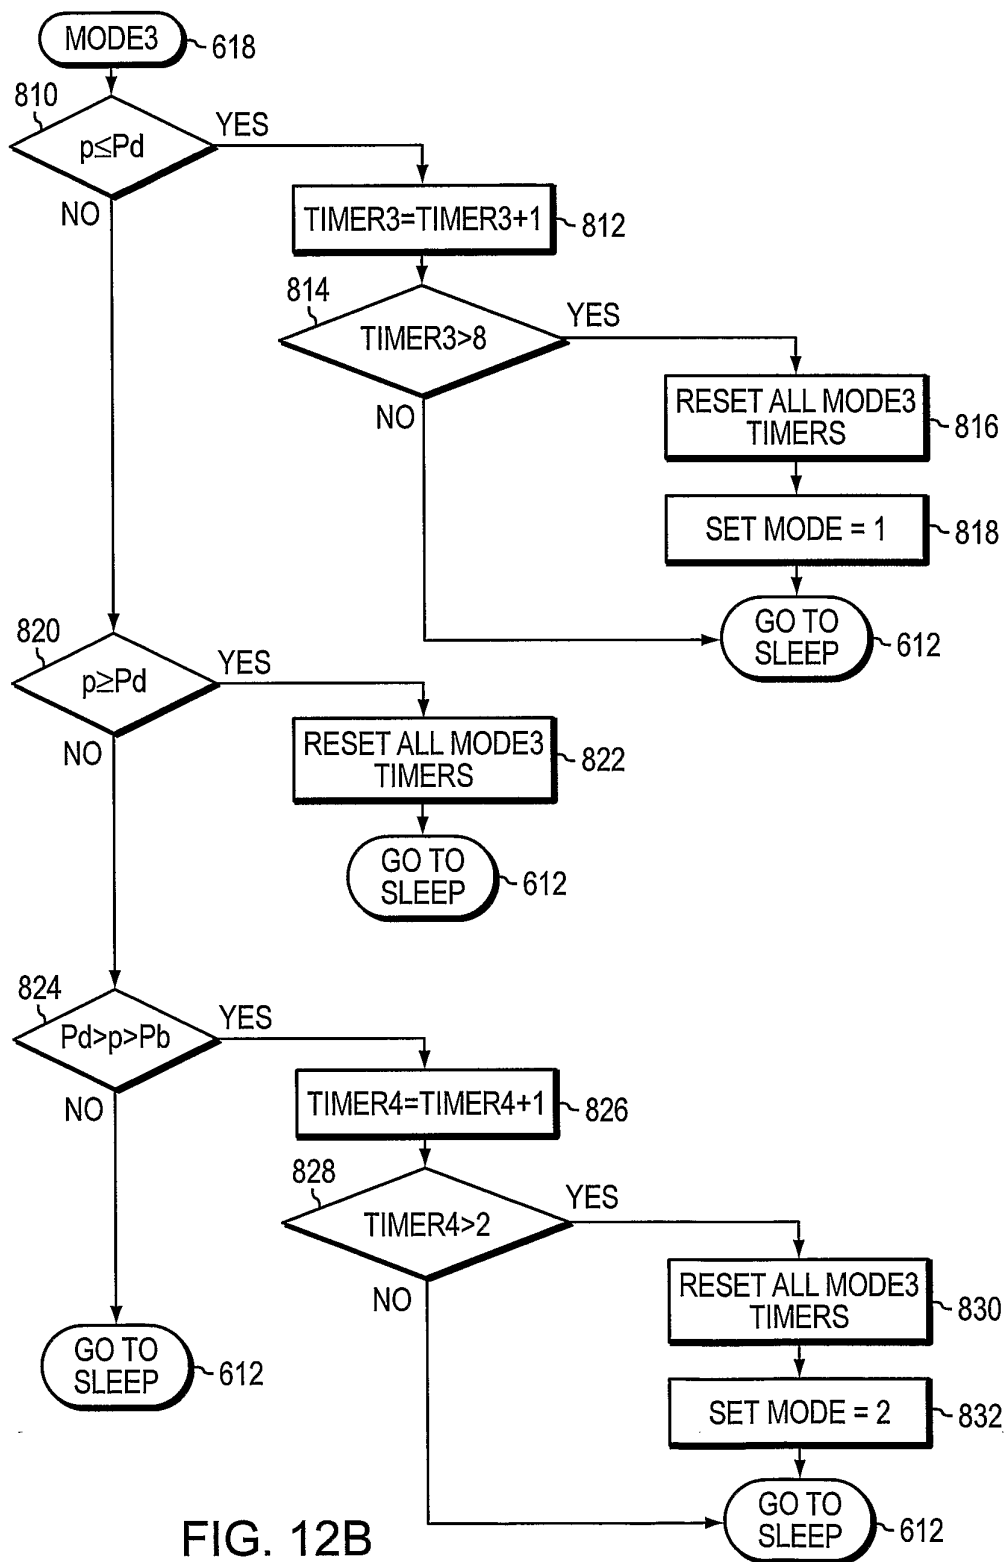 MODE3
618
810
p≤Pd
YES
NO
TIMER3=TIMER3+1
812
814
TIMER3>8
YES
NO
RESET ALL MODE3
TIMERS
816
SET MODE = 1
818
GO TO
SLEEP
612
820
p≥Pd
YES
NO
RESET ALL MODE3
TIMERS
822
GO TO
SLEEP
612
824
Pd>p>Pb
YES
NO
TIMER4=TIMER4+1
826
828
TIMER4>2
YES
NO
RESET ALL MODE3
TIMERS
830
GO TO
SLEEP
612
SET MODE = 2
832
GO TO
SLEEP
612
FIG. 12B